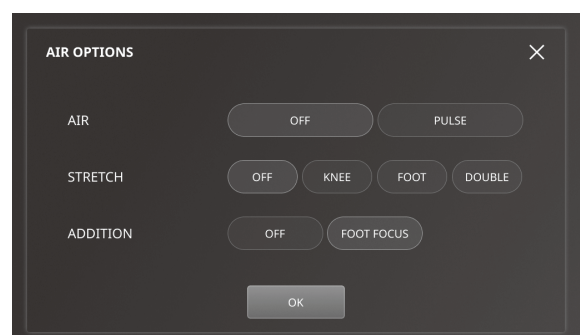 AIR OPTIONS
AIR OFF PULSE
STRETCH OFF KNEE FOOT DOUBLE
ADDITION OFF FOOT FOCUS
OK